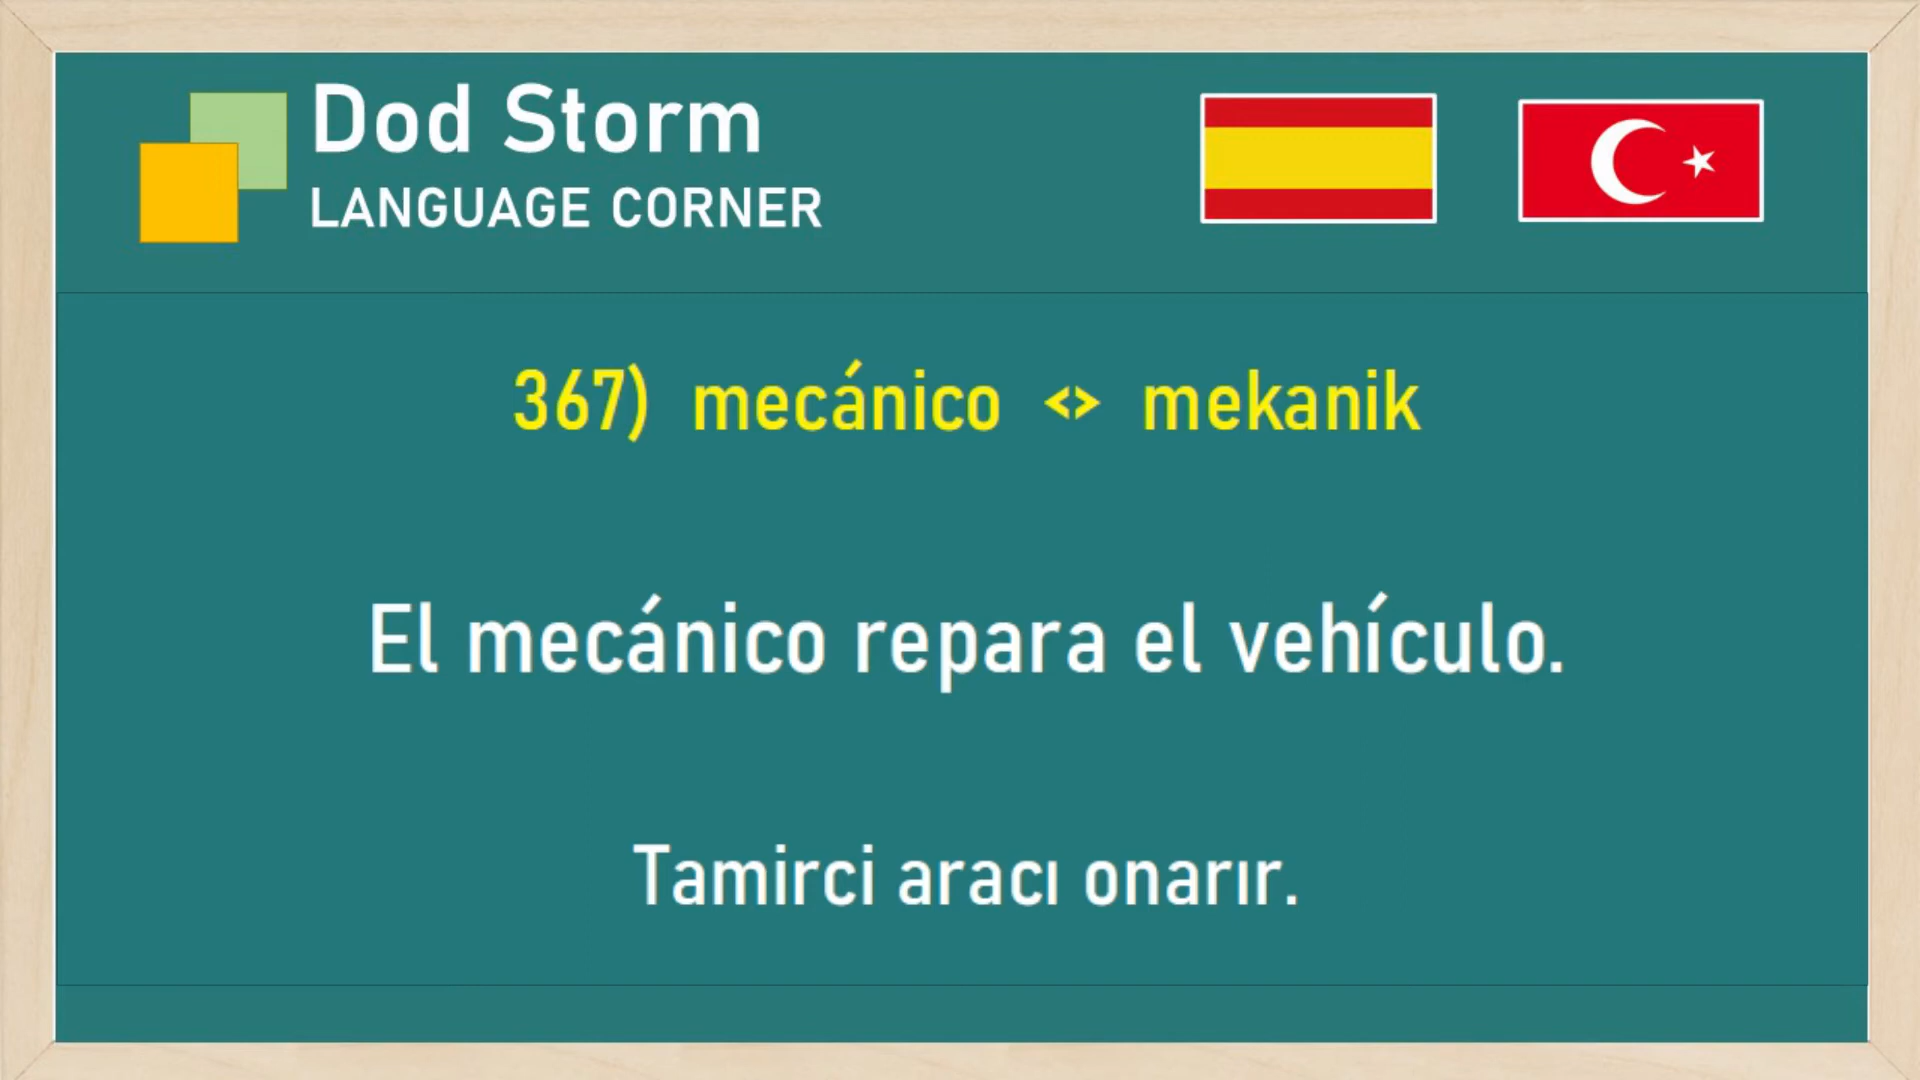 Dod Storm
LANGUAGE CORNER
367) mecánico <> mekanik
El mecánico repara el vehículo.
Tamirci aracı onarır.